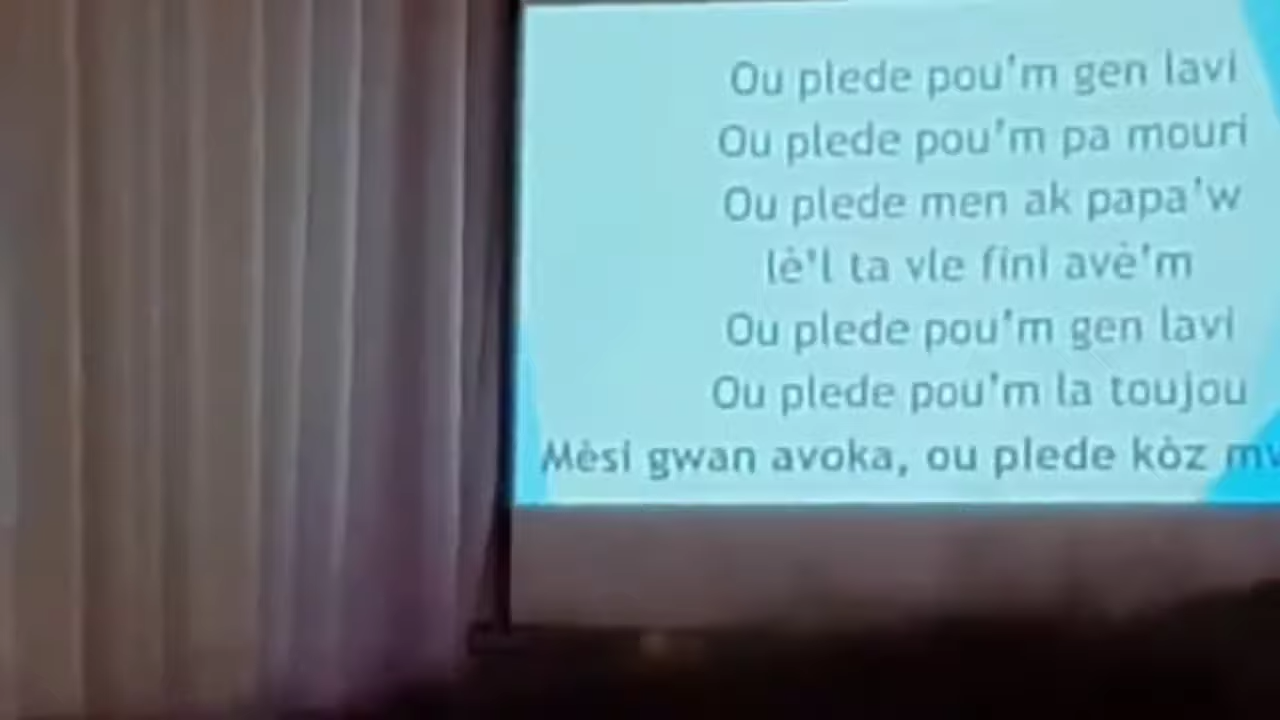 Ou plede pou'm gen lavi
Ou plede pou'm pa mouri
Ou plede men ak papa'w
lè'l ta vle fini avè'm
Ou plede pou'm gen lavi
Ou plede pou'm la toujou
Mèsi gwan avoka, ou plede kòz